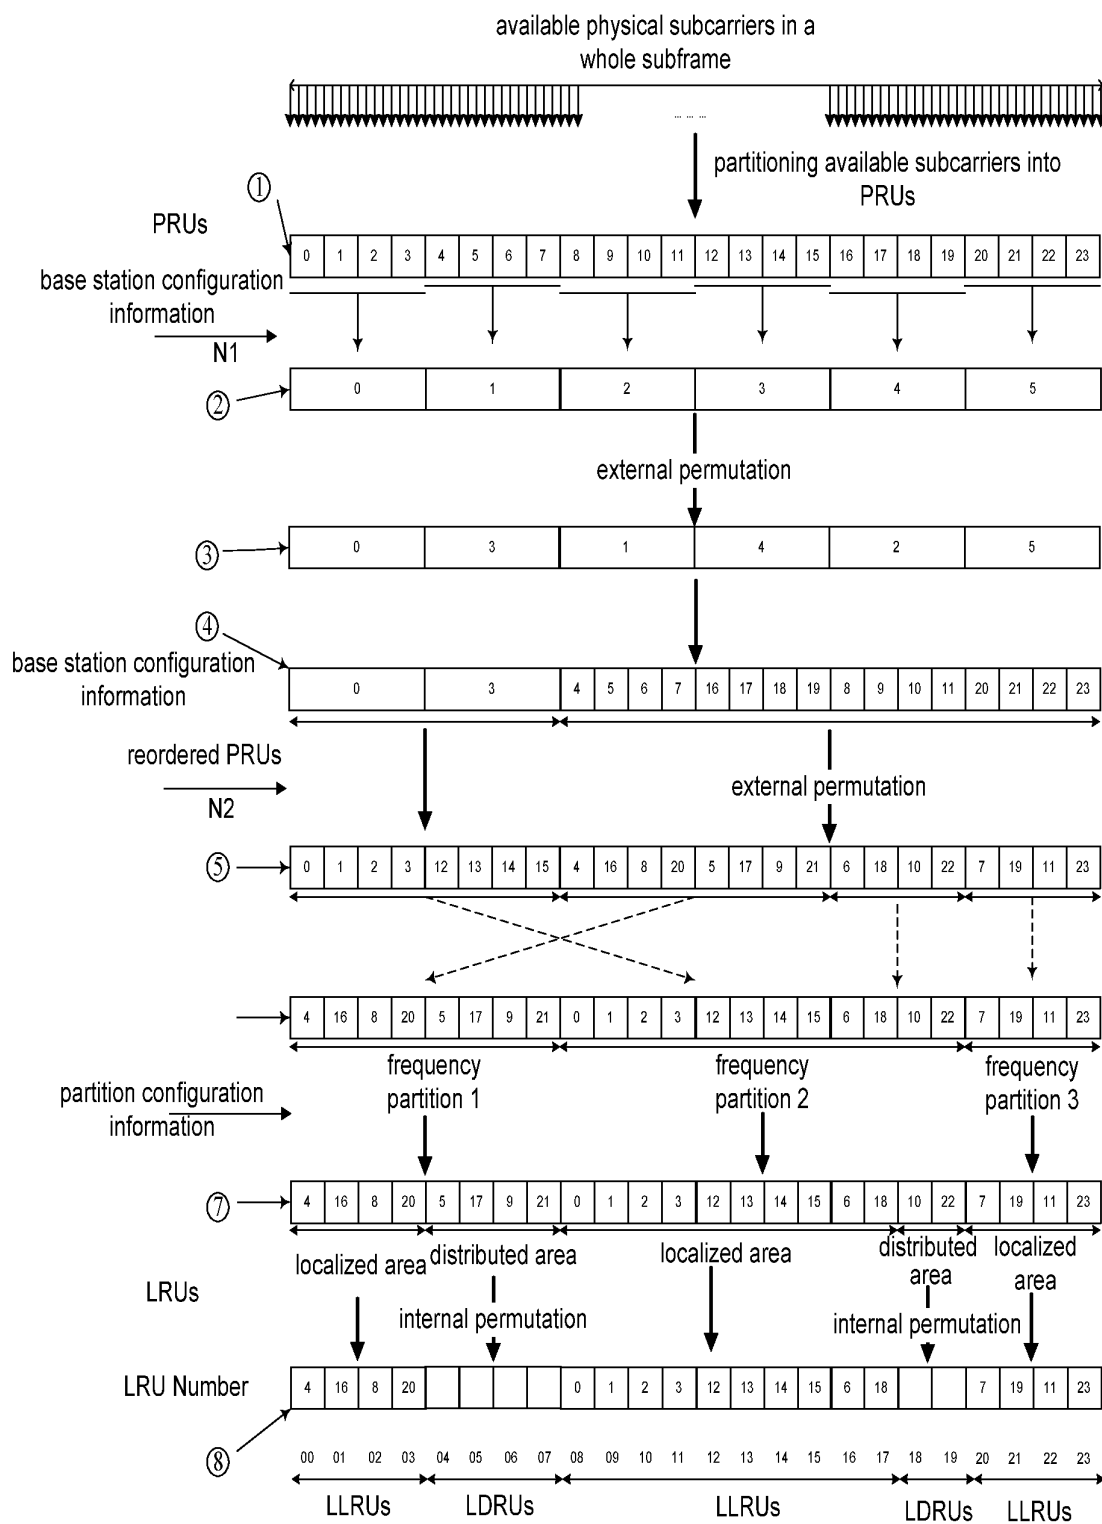 available physical subcarriers in a
whole subframe
... ... ...
partitioning available subcarriers into
PRUs
①
PRUs
0 1 2 3 4 5 6 7 8 9 10 11 12 13 14 15 16 17 18 19 20 21 22 23
base station configuration
information
N1
②
0 1 2 3 4 5
external permutation
③
0 3 1 4 2 5
④
base station configuration
information
0 3 4 5 6 7 16 17 18 19 8 9 10 11 20 21 22 23
reordered PRUs
N2
external permutation
⑤
0 1 2 3 12 13 14 15 4 16 8 20 5 17 9 21 6 18 10 22 7 19 11 23
4 16 8 20 5 17 9 21 0 1 2 3 12 13 14 15 6 18 10 22 7 19 11 23
frequency
partition 1
frequency
partition 2
frequency
partition 3
partition configuration
information
⑦
4 16 8 20 5 17 9 21 0 1 2 3 12 13 14 15 6 18 10 22 7 19 11 23
localized area
distributed area
localized area
distributed
area
localized
area
LRUs
internal permutation
internal permutation
LRU Number
4 16 8 20 0 1 2 3 12 13 14 15 6 18 7 19 11 23
⑧
00 01 02 03 04 05 06 07 08 09 10 11 12 13 14 15 16 17 18 19 20 21 22 23
LLRUs LDRUs LLRUs LDRUs LLRUs